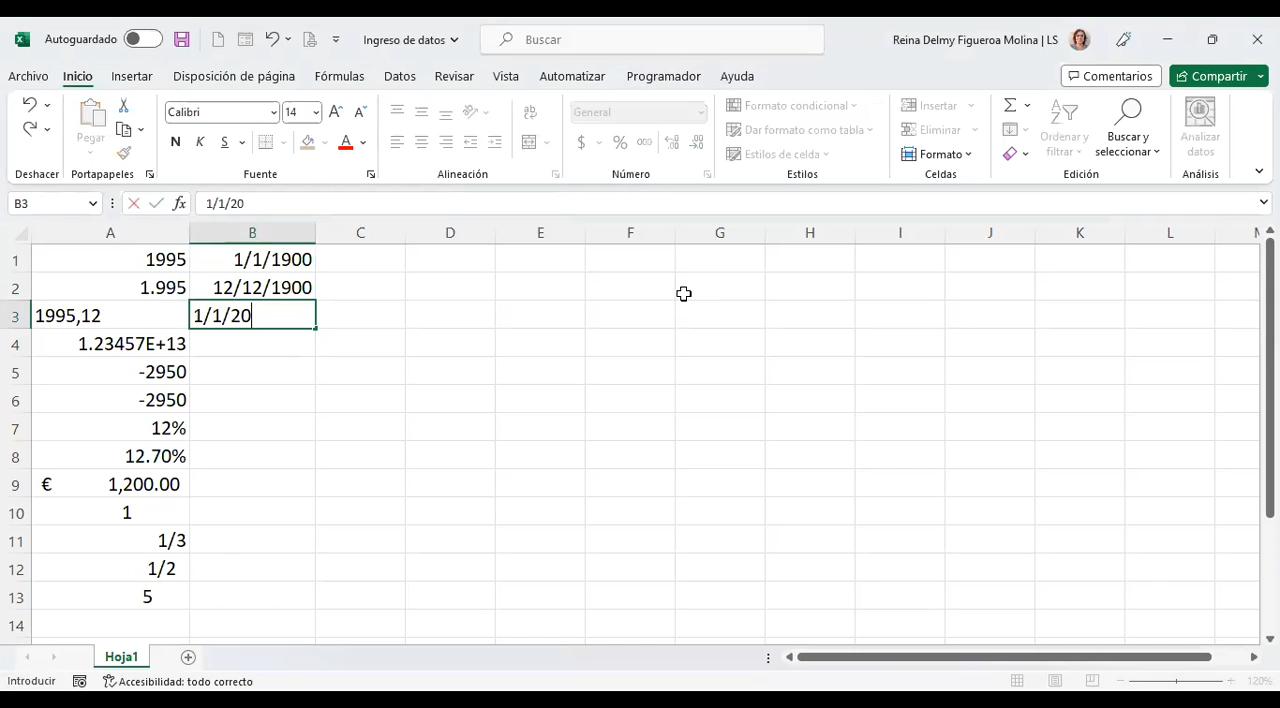 Autoguardado
Ingreso de datos
Buscar
Reina Delmy Figueroa Molina | LS
Archivo Inicio Insertar Disposición de página Fórmulas Datos Revisar Vista Automatizar Programador Ayuda
Comentarios
Compartir
Pegar
Calibri 14
N K S
General
$ % 000
Formato condicional
Dar formato como tabla
Estilos de celda
Insertar
Eliminar
Formato
Ordenar y filtrar
Buscar y seleccionar
Analizar datos
Deshacer Portapapeles Fuente Alineación Número Estilos Celdas Edición Análisis
B3 fx 1/1/20
A B C D E F G H I J K L M
1 1995 1/1/1900
2 1.995 12/12/1900
3 1995,12 1/1/20
4 1.23457E+13
5 -2950
6 -2950
7 12%
8 12.70%
9 € 1,200.00
10 1
11 1/3
12 1/2
13 5
14
Hoja1
Introducir
Accesibilidad: todo correcto
120%